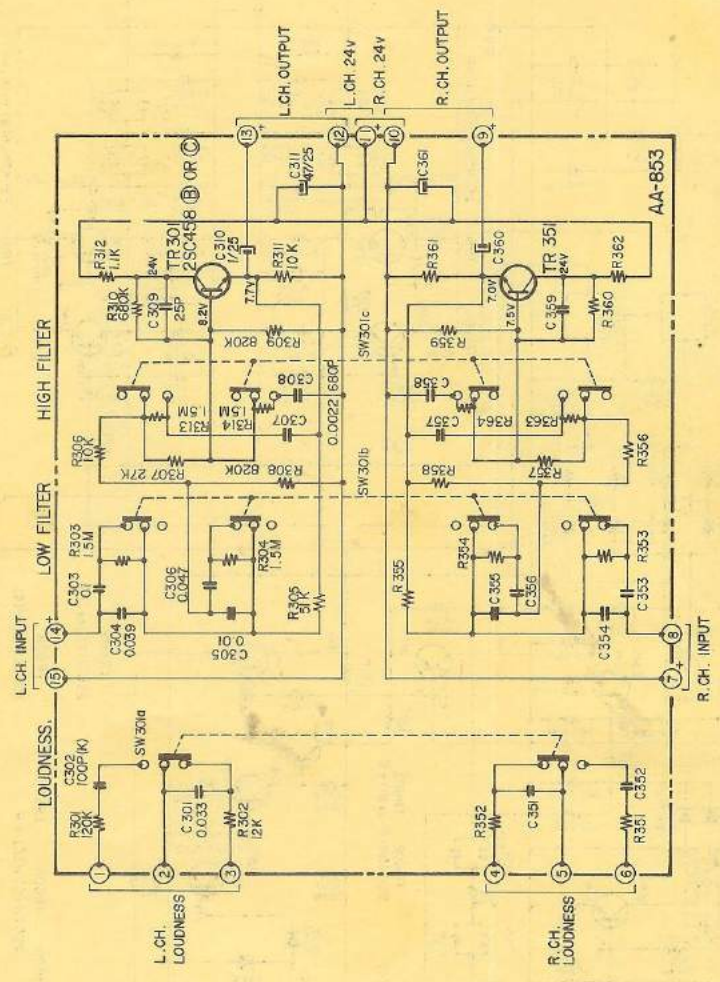 LOUDNESS.
L.CH. INPUT
LOW FILTER
HIGH FILTER
L.CH. OUTPUT
L.CH. 24V
R.CH. 24V
R.CH. OUTPUT
15
14 +
13 +
12
11 +
10
9 +
R301
120K
C302
100P(K)
SW301a
C301
0.033
R302
12K
1
2
3
L.CH.
LOUDNESS
C303
0.1
R303
1.5M
C304
0.039
C306
0.047
R304
1.5M
C305
0.01
R305
51K
R306
10K
R307 27K
R308 820K
R313
1.5M
R314
1.5M
C307
C308
0.0022
680P
R309 820K
R310
680K
R312
1.1K
C309
25P
24V
TR301
2SC458 Ⓑ OR Ⓒ
8.2V
7.7V
C310
1/25
R311
10K
C311
47/25
SW301b
SW301c
R352
C351
R351
C352
4
5
6
R.CH.
LOUDNESS
R355
R354
C355
C356
R353
C354
C353
7 +
8
R.CH. INPUT
R358
C357
C358
R364
R363
R357
R356
R359
R361
C361
C360
7.0V
7.5V
TR 351
24V
C359
R360
R362
AA-853